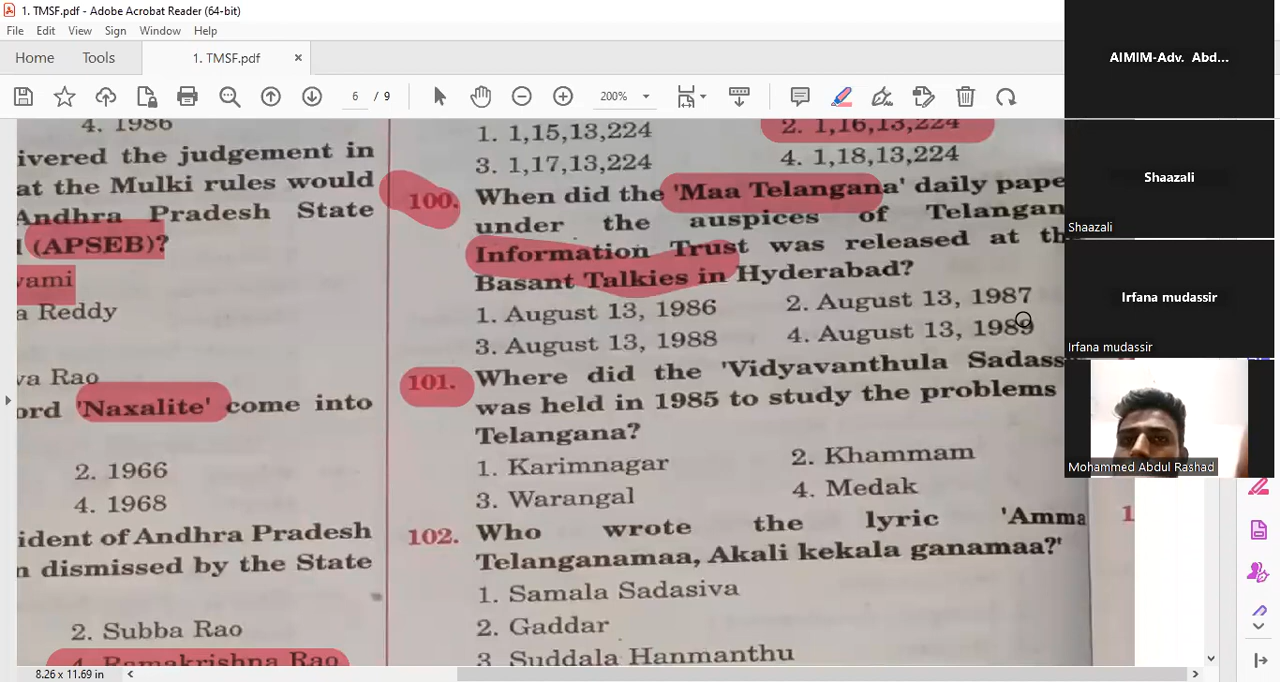 1. TMSF.pdf - Adobe Acrobat Reader (64-bit)
File Edit View Sign Window Help
Home Tools 1. TMSF.pdf ×
6 / 9 200%
4. 1986
ivered the judgement in
at the Mulki rules would
Andhra Pradesh State
(APSEB)?
vami
a Reddy
va Rao
ord 'Naxalite' come into
2. 1966
4. 1968
ident of Andhra Pradesh
n dismissed by the State
2. Subba Rao
4. Ramakrishna Rao
1. 1,15,13,224 2. 1,16,13,224
3. 1,17,13,224 4. 1,18,13,224
100. When did the 'Maa Telangana' daily pape
under the auspices of Telangan
Information Trust was released at th
Basant Talkies in Hyderabad?
1. August 13, 1986 2. August 13, 1987
3. August 13, 1988 4. August 13, 1989
101. Where did the 'Vidyavanthula Sadass
was held in 1985 to study the problems
Telangana?
1. Karimnagar 2. Khammam
3. Warangal 4. Medak
102. Who wrote the lyric 'Amma
Telanganamaa, Akali kekala ganamaa?'
1. Samala Sadasiva
2. Gaddar
3 Suddala Hanmanthu
1
8.26 x 11.69 in
AIMIM-Adv. Abd...
Shaazali
Shaazali
Irfana mudassir
Irfana mudassir
Mohammed Abdul Rashad